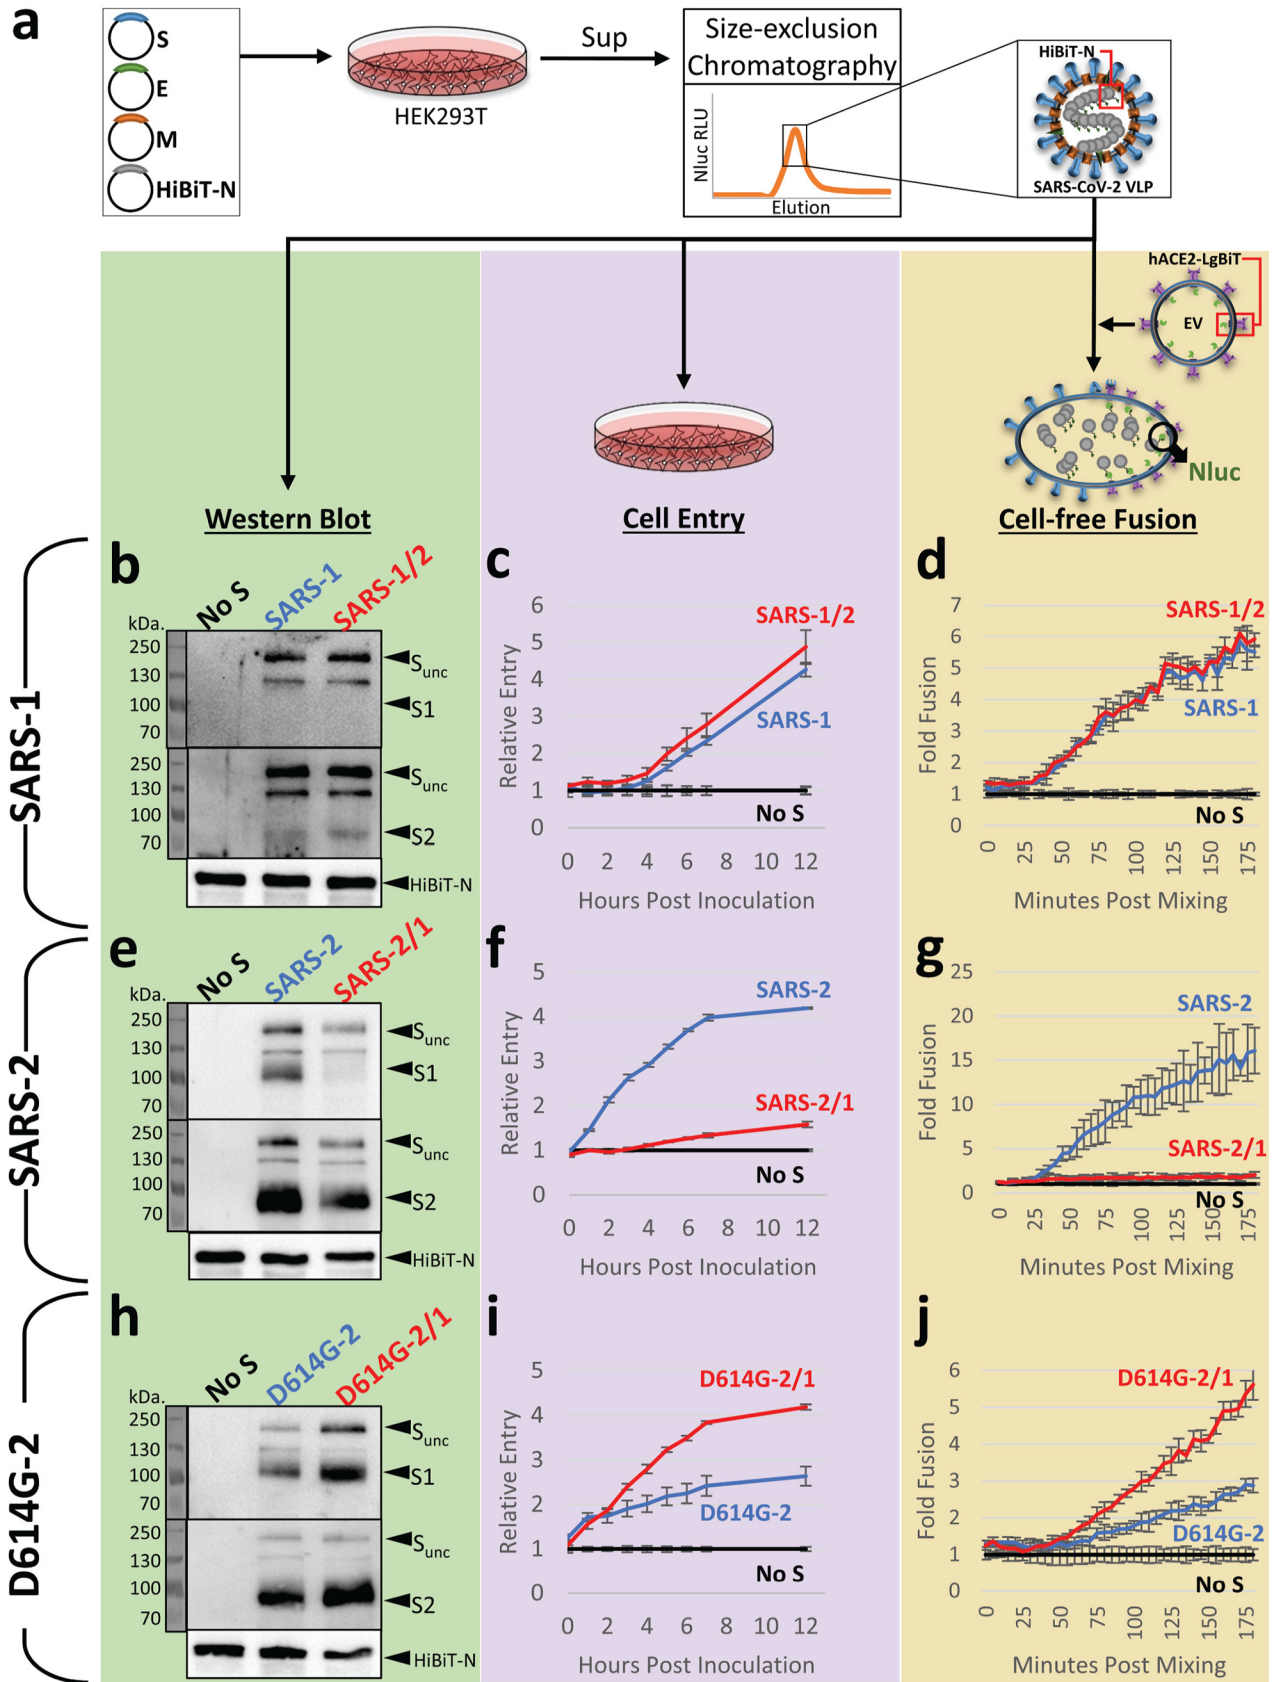 a
S
E
M
HiBiT-N
HEK293T
Sup
Size-exclusion
Chromatography
Nluc RLU
Elution
HiBiT-N
SARS-CoV-2 VLP
hACE2-LgBiT
EV
Nluc
Western Blot
Cell Entry
Cell-free Fusion
SARS-1
b
No S
SARS-1
SARS-1/2
kDa.
250
130
100
70
Sunc
S1
250
130
100
70
Sunc
S2
HiBiT-N
c
Relative Entry
6
5
4
3
2
1
0
SARS-1/2
SARS-1
No S
0 2 4 6 8 10 12
Hours Post Inoculation
d
Fold Fusion
7
6
5
4
3
2
1
0
SARS-1/2
SARS-1
No S
0 25 50 75 100 125 150 175
Minutes Post Mixing
SARS-2
e
No S
SARS-2
SARS-2/1
kDa.
250
130
100
70
Sunc
S1
250
130
100
70
Sunc
S2
HiBiT-N
f
Relative Entry
5
4
3
2
1
0
SARS-2
SARS-2/1
No S
0 2 4 6 8 10 12
Hours Post Inoculation
g
Fold Fusion
25
20
15
10
5
0
SARS-2
SARS-2/1
No S
0 25 50 75 100 125 150 175
Minutes Post Mixing
D614G-2
h
No S
D614G-2
D614G-2/1
kDa.
250
130
100
70
Sunc
S1
250
130
100
70
Sunc
S2
HiBiT-N
i
Relative Entry
5
4
3
2
1
0
D614G-2/1
D614G-2
No S
0 2 4 6 8 10 12
Hours Post Inoculation
j
Fold Fusion
6
5
4
3
2
1
0
D614G-2/1
D614G-2
No S
0 25 50 75 100 125 150 175
Minutes Post Mixing